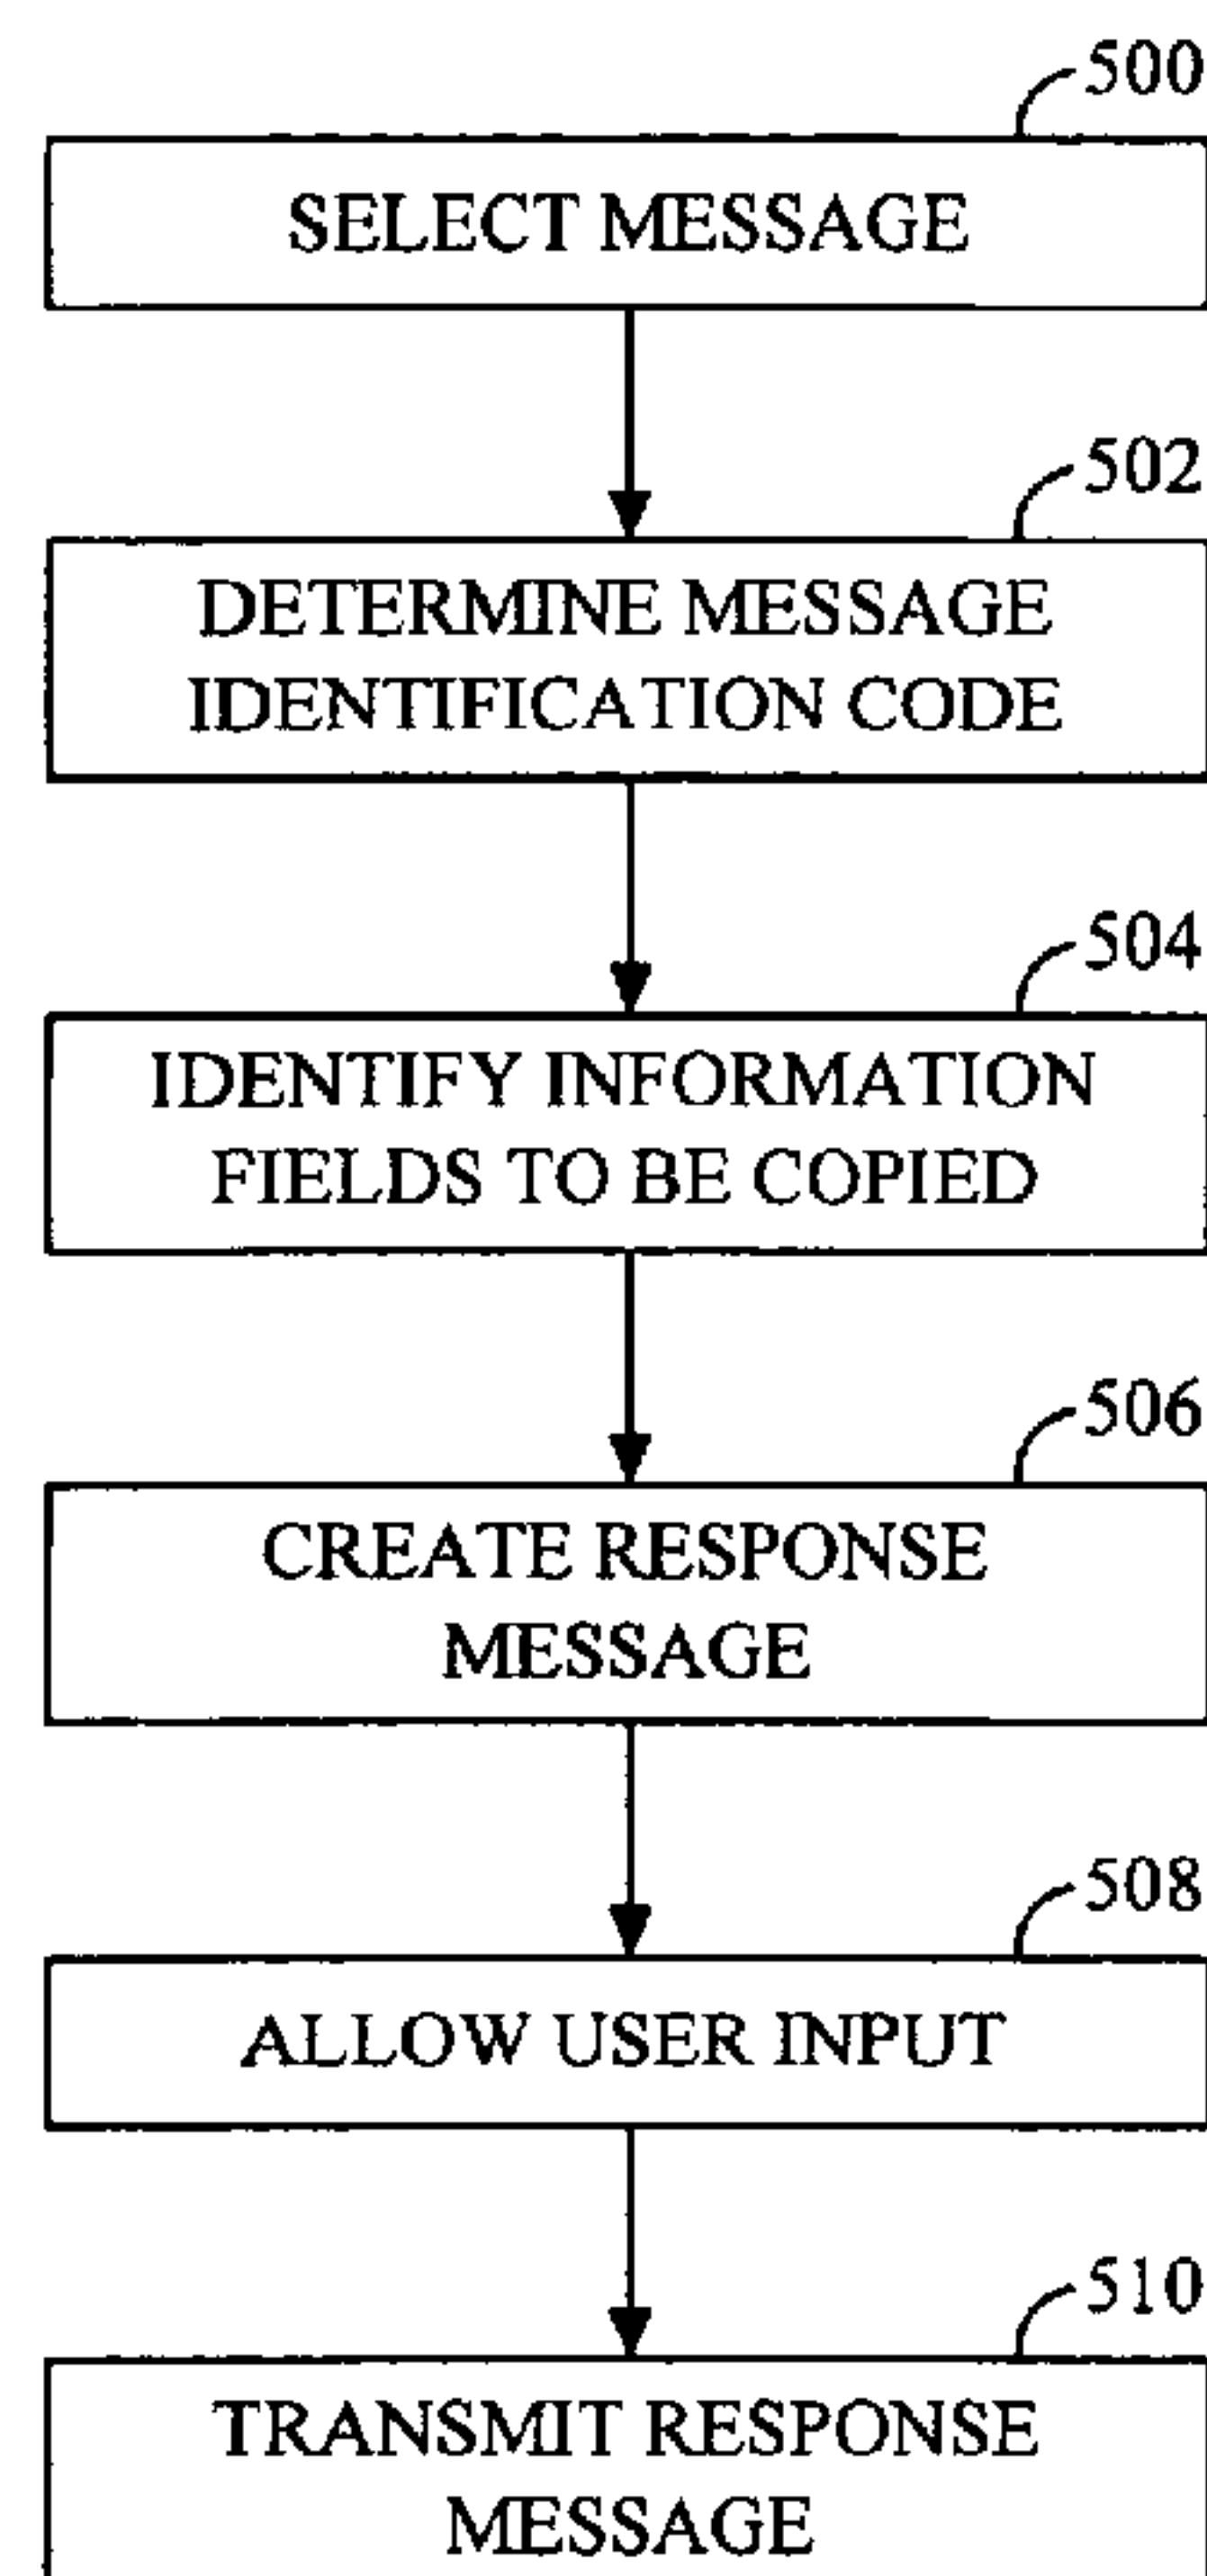 500
SELECT MESSAGE
502
DETERMINE MESSAGE
IDENTIFICATION CODE
504
IDENTIFY INFORMATION
FIELDS TO BE COPIED
506
CREATE RESPONSE
MESSAGE
508
ALLOW USER INPUT
510
TRANSMIT RESPONSE
MESSAGE